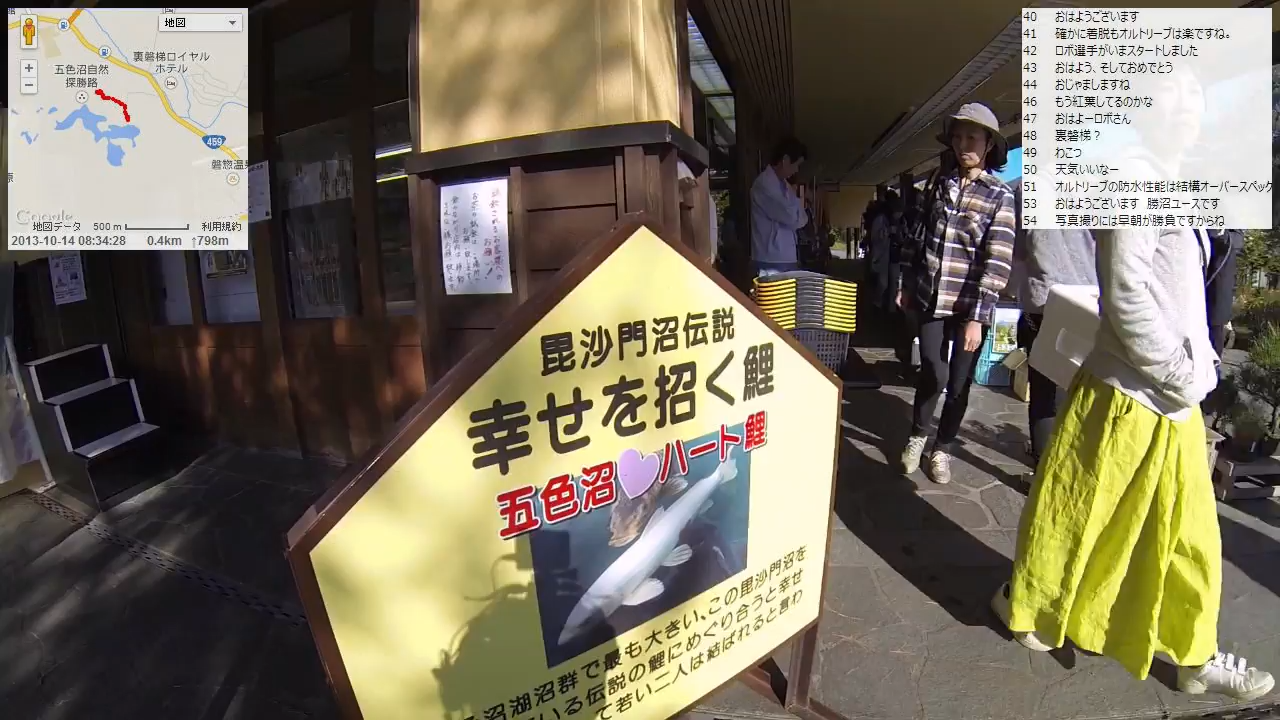 地図
裏磐梯ロイヤル
ホテル
五色沼自然
探勝路
459
磐物温泉
Google
地図データ 500 m 利用規約
2013-10-14 08:34:28 0.4km ↑798m
40 おはようございます
41 確かに着脱もオルトリーブは楽ですね。
42 ロボ選手がいまスタートしました
43 おはよう、そしておめでとう
44 おじゃましますね
46 もう紅葉してるのかな
47 おはよーロボさん
48 裏磐梯？
49 わこつ
50 天気いいなー
51 オルトリーブの防水性能は結構オーバースペック
53 おはようございます 勝沼ユースです
54 写真撮りには早朝が勝負ですからね
毘沙門沼伝説
幸せを招く鯉
五色沼💜ハート鯉
沼湖沼群で最も大きい、この毘沙門沼を
いる伝説の鯉にめぐり合うと幸せ
て若い二人は結ばれると言わ